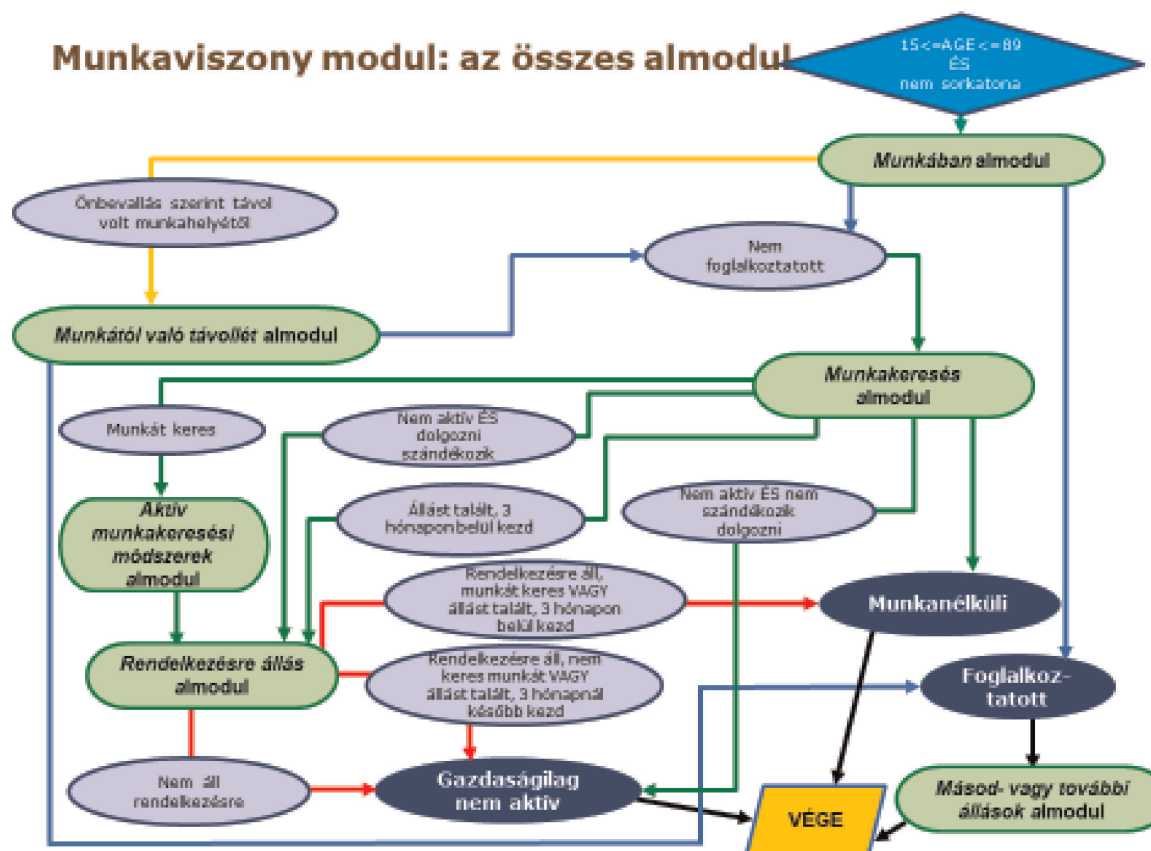 Munkaviszony modul: az összes almodul
15<=AGE<=89
ÉS
nem sorkatona
Munkában almodul
Önbevallás szerint távol
volt munkahelyétől
Nem
foglalkoztatott
Munkától való távollét almodul
Munkakeresés
almodul
Munkát keres
Nem aktív ÉS
dolgozni
szándékozik
Aktív
munkakeresési
módszerek
almodul
Állást talált, 3
hónapon belül kezd
Nem aktív ÉS nem
szándékozik
dolgozni
Rendelkezésre áll,
munkát keres VAGY
állást talált, 3 hónapon
belül kezd
Munkanélküli
Rendelkezésre állás
almodul
Rendelkezésre áll, nem
keres munkát VAGY
állást talált, 3 hónapnál
később kezd
Foglalkoz-
tatott
Nem áll
rendelkezésre
Gazdaságilag
nem aktív
VÉGE
Másod- vagy további
állások almodul